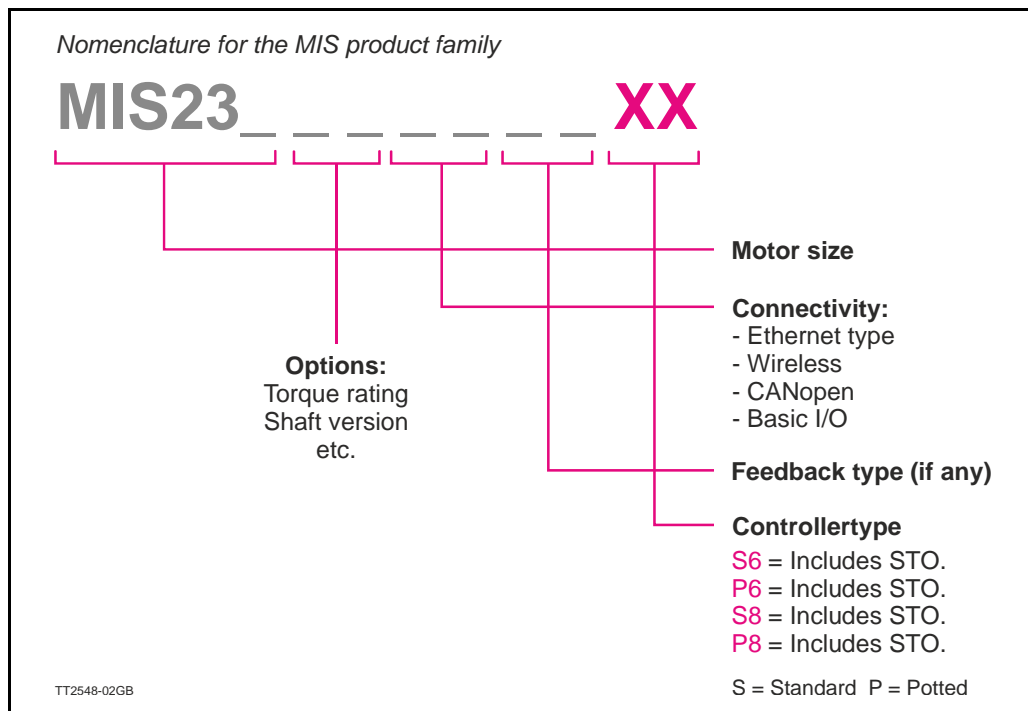 Nomenclature for the MIS product family
MIS23_ _ _ _ _ _ _ XX
Motor size
Connectivity:
- Ethernet type
- Wireless
- CANopen
- Basic I/O
Options:
Torque rating
Shaft version
etc.
Feedback type (if any)
Controllertype
S6 = Includes STO.
P6 = Includes STO.
S8 = Includes STO.
P8 = Includes STO.
S = Standard P = Potted
TT2548-02GB